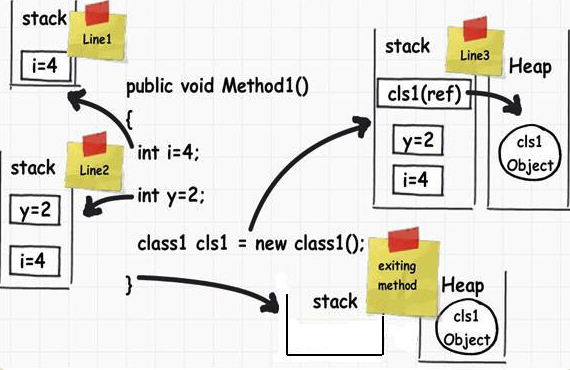 stack
Line1
i=4
public void Method1()
{
int i=4;
int y=2;
class1 cls1 = new class1();
}
stack
Line2
y=2
i=4
stack
Line3
Heap
cls1(ref)
y=2
i=4
cls1
Object
exiting
method
stack
Heap
cls1
Object